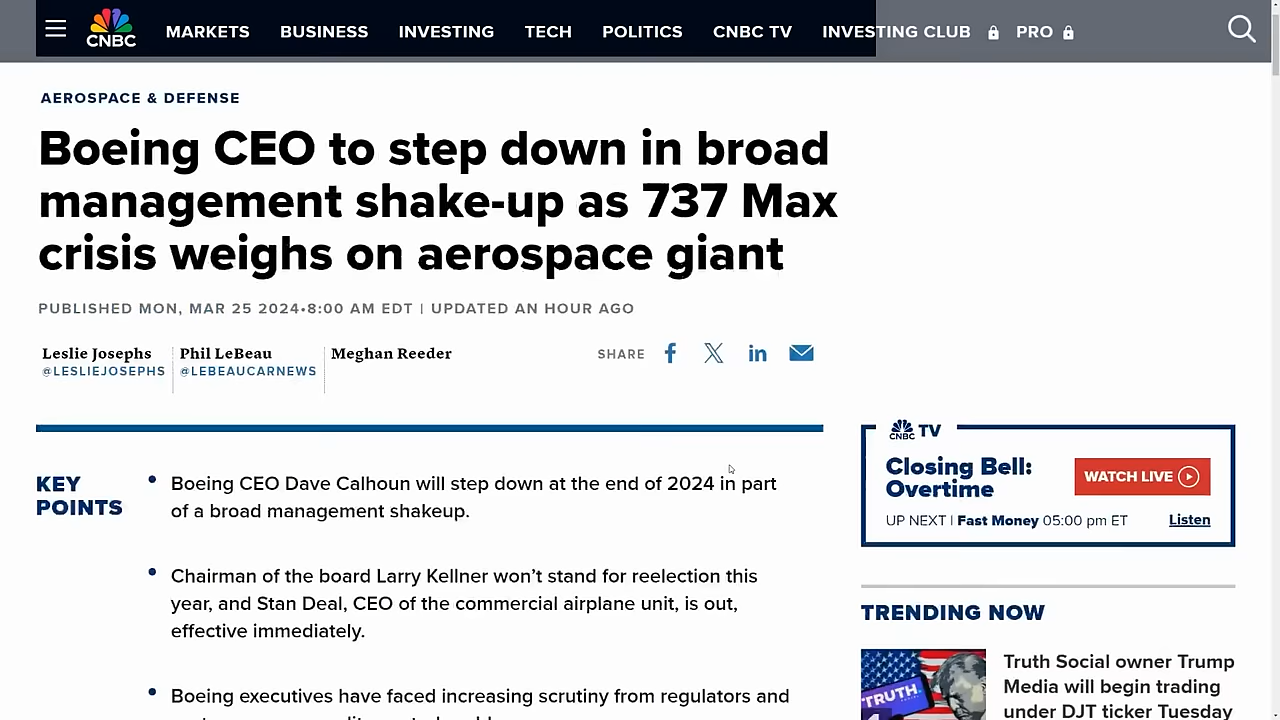 CNBC
MARKETS BUSINESS INVESTING TECH POLITICS CNBC TV INVESTING CLUB PRO
AEROSPACE & DEFENSE
Boeing CEO to step down in broad
management shake-up as 737 Max
crisis weighs on aerospace giant
PUBLISHED MON, MAR 25 2024•8:00 AM EDT | UPDATED AN HOUR AGO
Leslie Josephs
@LESLIEJOSEPHS
Phil LeBeau
@LEBEAUCARNEWS
Meghan Reeder
SHARE
KEY
POINTS
• Boeing CEO Dave Calhoun will step down at the end of 2024 in part
of a broad management shakeup.
• Chairman of the board Larry Kellner won’t stand for reelection this
year, and Stan Deal, CEO of the commercial airplane unit, is out,
effective immediately.
• Boeing executives have faced increasing scrutiny from regulators and
CNBC TV
Closing Bell:
Overtime
WATCH LIVE
UP NEXT | Fast Money 05:00 pm ET
Listen
TRENDING NOW
TRUTH
Truth Social owner Trump
Media will begin trading
under DJT ticker Tuesday